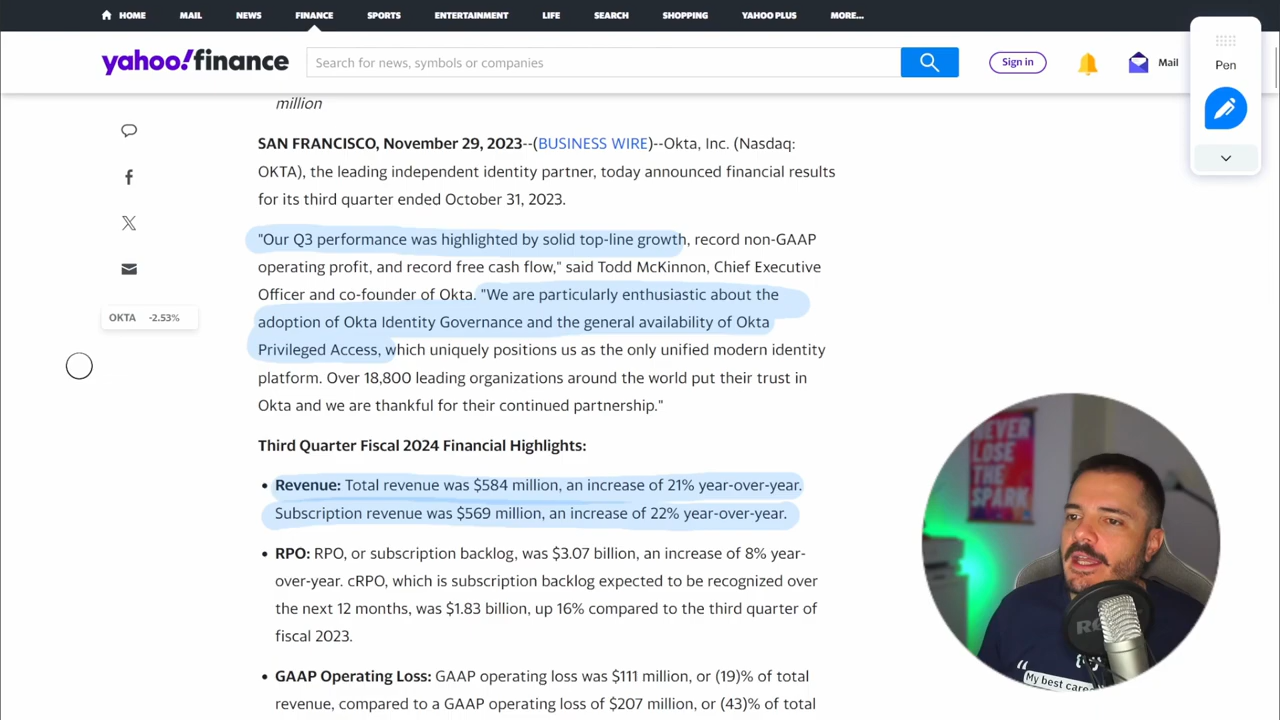 HOME MAIL NEWS FINANCE SPORTS ENTERTAINMENT LIFE SEARCH SHOPPING YAHOO PLUS MORE...
yahoo!finance
Search for news, symbols or companies
Sign in
Mail
Pen
million
SAN FRANCISCO, November 29, 2023--(BUSINESS WIRE)--Okta, Inc. (Nasdaq:
OKTA), the leading independent identity partner, today announced financial results
for its third quarter ended October 31, 2023.
"Our Q3 performance was highlighted by solid top-line growth, record non-GAAP
operating profit, and record free cash flow," said Todd McKinnon, Chief Executive
Officer and co-founder of Okta. "We are particularly enthusiastic about the
adoption of Okta Identity Governance and the general availability of Okta
Privileged Access, which uniquely positions us as the only unified modern identity
platform. Over 18,800 leading organizations around the world put their trust in
Okta and we are thankful for their continued partnership."
OKTA -2.53%
Third Quarter Fiscal 2024 Financial Highlights:
• Revenue: Total revenue was $584 million, an increase of 21% year-over-year.
Subscription revenue was $569 million, an increase of 22% year-over-year.
• RPO: RPO, or subscription backlog, was $3.07 billion, an increase of 8% year-
over-year. cRPO, which is subscription backlog expected to be recognized over
the next 12 months, was $1.83 billion, up 16% compared to the third quarter of
fiscal 2023.
• GAAP Operating Loss: GAAP operating loss was $111 million, or (19)% of total
revenue, compared to a GAAP operating loss of $207 million, or (43)% of total
NEVER
LOSE
THE
SPARK
"My best care